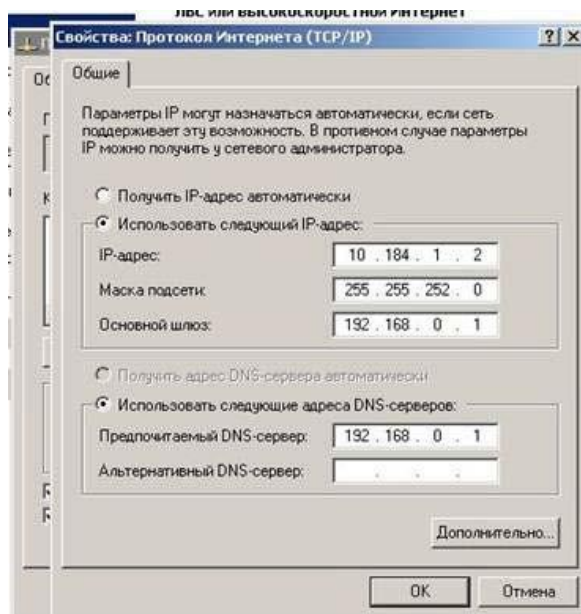 ЛВС или высокоскоростной Интернет
Свойства: Протокол Интернета (TCP/IP)
Общие
Параметры IP могут назначаться автоматически, если сеть
поддерживает эту возможность. В противном случае параметры
IP можно получить у сетевого администратора.
Получить IP-адрес автоматически
Использовать следующий IP-адрес:
IP-адрес:
10 . 184 . 1 . 2
Маска подсети:
255 . 255 . 252 . 0
Основной шлюз:
192 . 168 . 0 . 1
Получить адрес DNS-сервера автоматически
Использовать следующие адреса DNS-серверов:
Предпочитаемый DNS-сервер:
192 . 168 . 0 . 1
Альтернативный DNS-сервер:
. . .
Дополнительно...
OK
Отмена